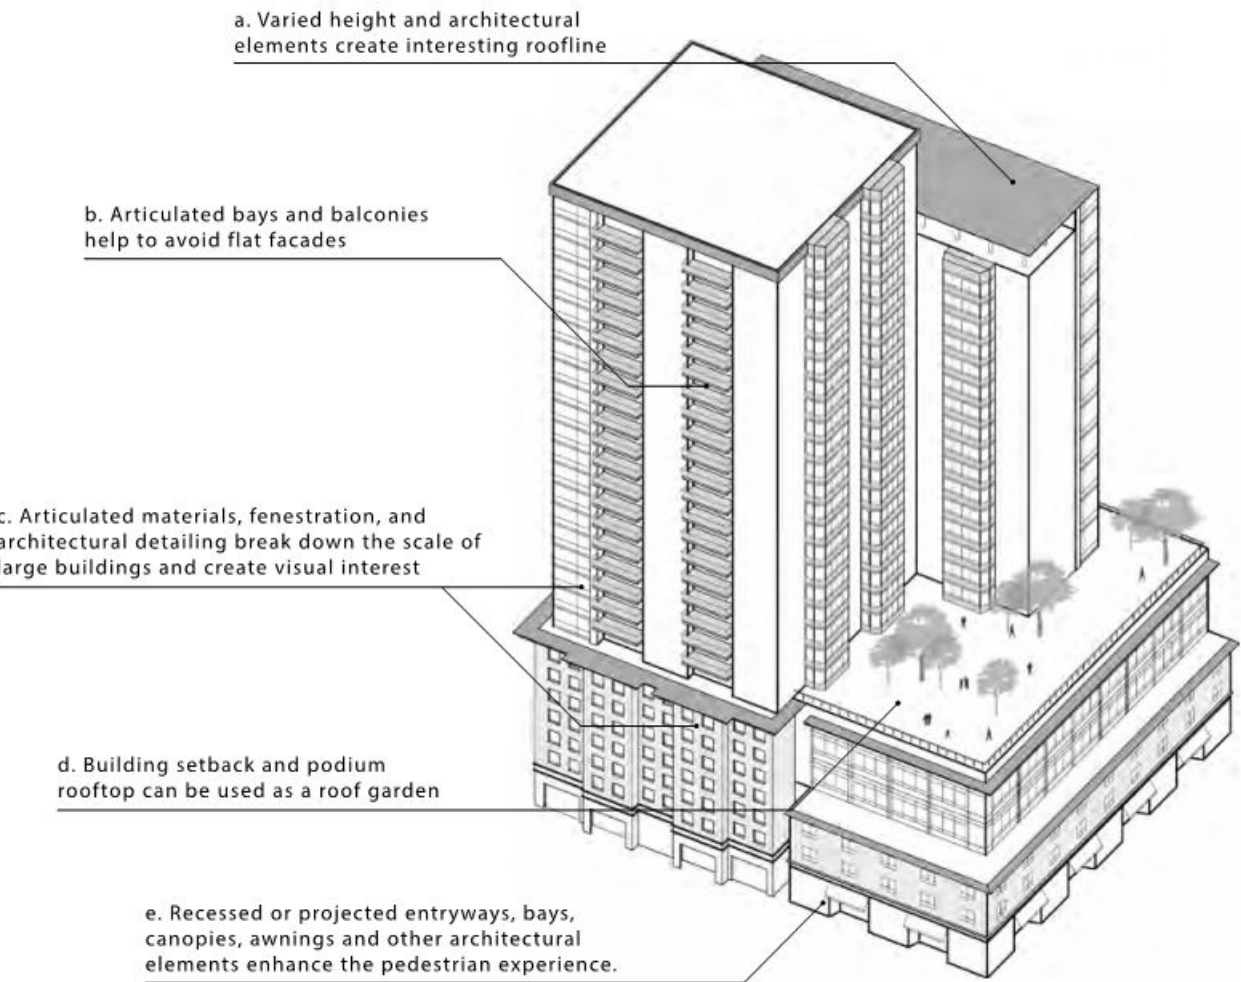 a. Varied height and architectural
elements create interesting roofline
b. Articulated bays and balconies
help to avoid flat facades
c. Articulated materials, fenestration, and
architectural detailing break down the scale of
large buildings and create visual interest
d. Building setback and podium
rooftop can be used as a roof garden
e. Recessed or projected entryways, bays,
canopies, awnings and other architectural
elements enhance the pedestrian experience.